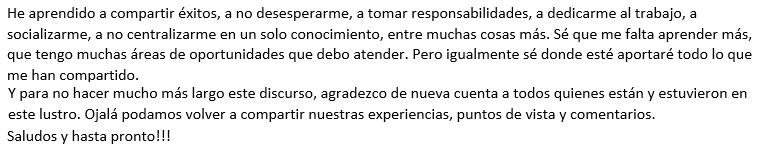 He aprendido a compartir éxitos, a no desesperarme, a tomar responsabilidades, a dedicarme al trabajo, a
socializarme, a no centralizarme en un solo conocimiento, entre muchas cosas más. Sé que me falta aprender más,
que tengo muchas áreas de oportunidades que debo atender. Pero igualmente sé donde esté aportaré todo lo que
me han compartido.
Y para no hacer mucho más largo este discurso, agradezco de nueva cuenta a todos quienes están y estuvieron en
este lustro. Ojalá podamos volver a compartir nuestras experiencias, puntos de vista y comentarios.
Saludos y hasta pronto!!!